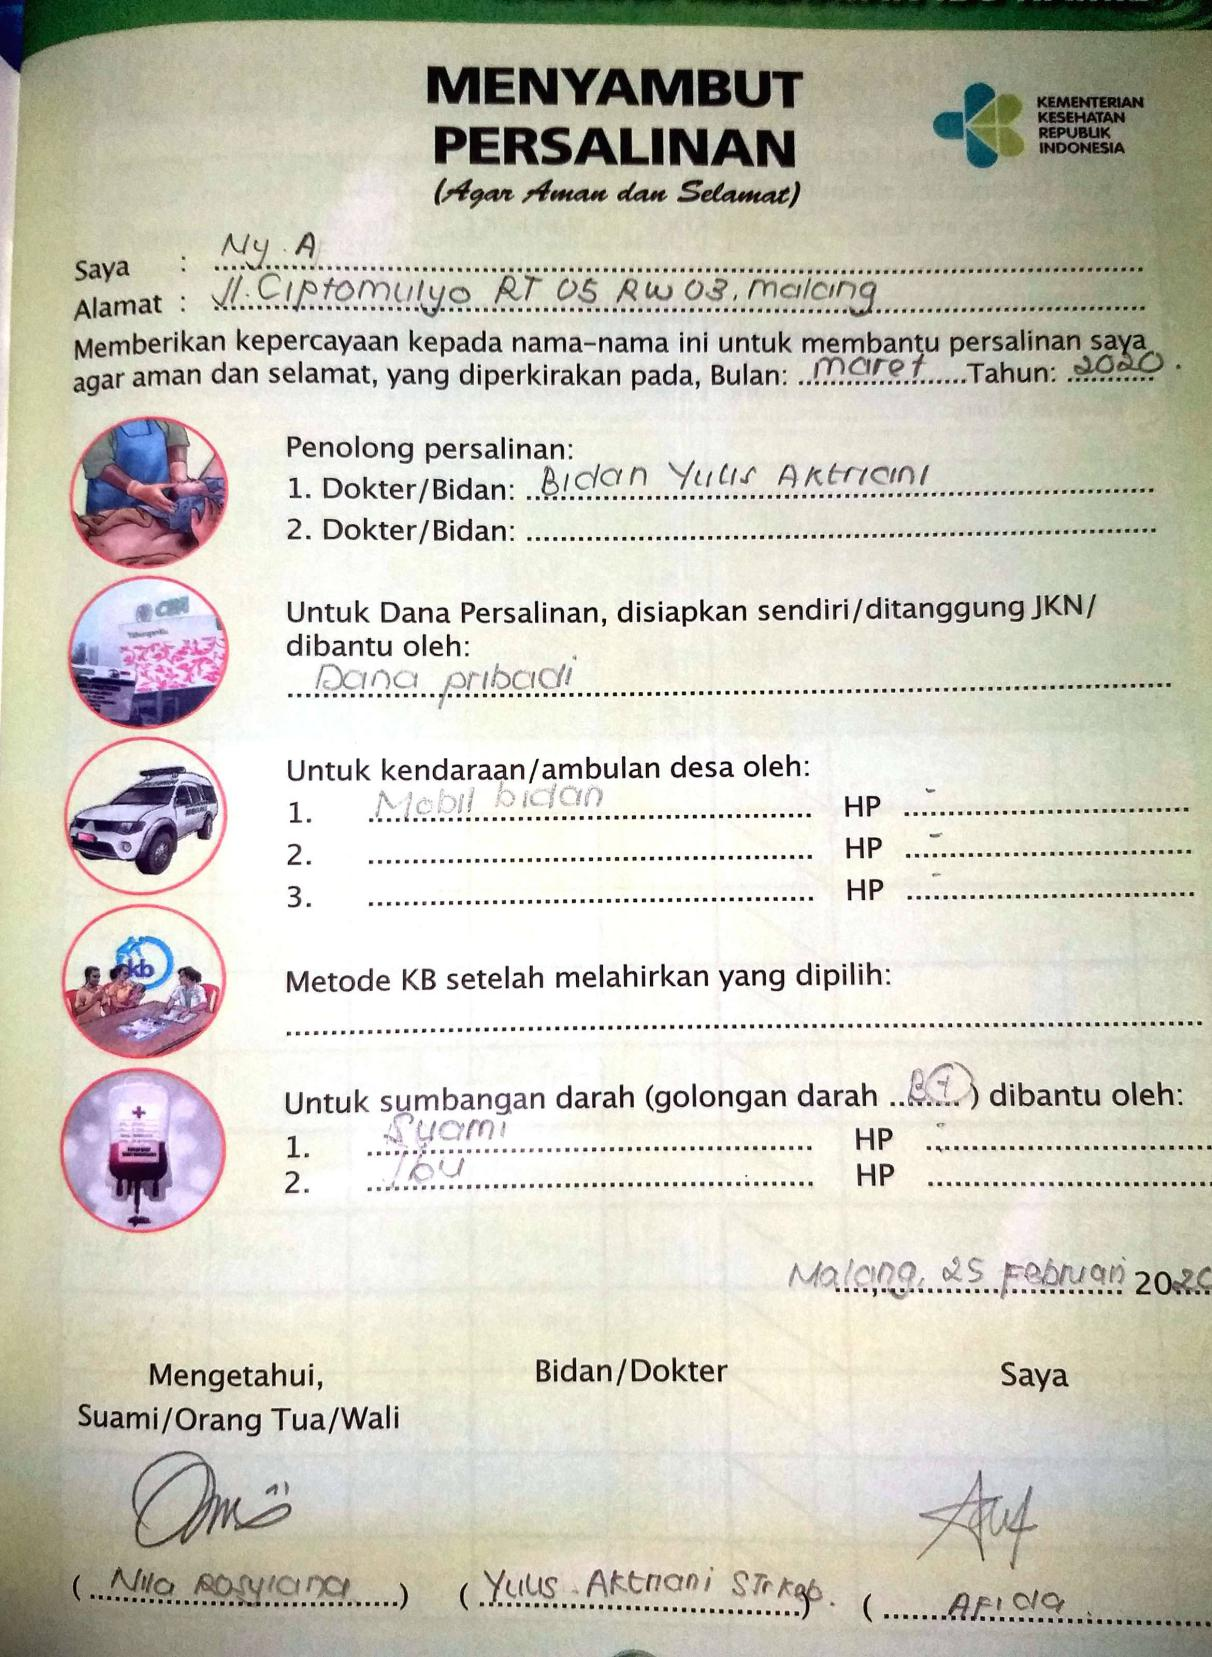 MENYAMBUT
PERSALINAN
(Agar Aman dan Selamat)
KEMENTERIAN
KESEHATAN
REPUBLIK
INDONESIA
Saya : Ny. A
Alamat : Jl. Ciptomulyo RT 05 RW 03. Malang
Memberikan kepercayaan kepada nama-nama ini untuk membantu persalinan saya
agar aman dan selamat, yang diperkirakan pada, Bulan: maret Tahun: 2020.
Penolong persalinan:
1. Dokter/Bidan: Bidan Yulis Aktriani
2. Dokter/Bidan:
Untuk Dana Persalinan, disiapkan sendiri/ditanggung JKN/
dibantu oleh:
Dana pribadi
Untuk kendaraan/ambulan desa oleh:
1. Mobil bidan HP -
2. HP -
3. HP -
kb
Metode KB setelah melahirkan yang dipilih:
Untuk sumbangan darah (golongan darah B+) dibantu oleh:
1. Suami HP -
2. Ibu HP
Malang, 25 Februari 2020
Mengetahui, Bidan/Dokter Saya
Suami/Orang Tua/Wali
(Nila Rosyiana) (Yulis. Aktriani STr.Keb.) (Afida